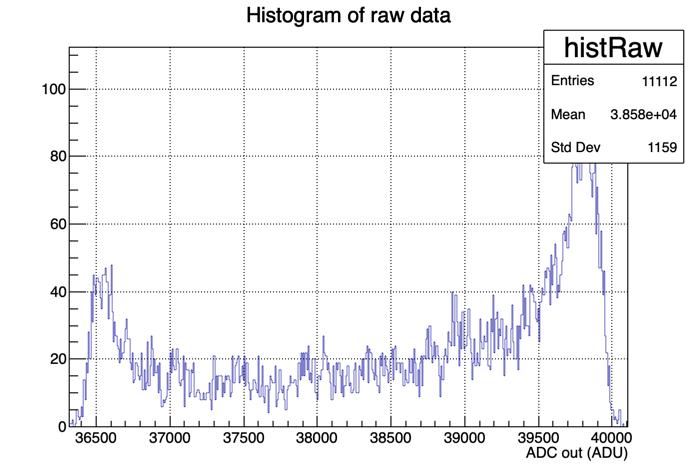 Histogram of raw data
histRaw
Entries 11112
Mean 3.858e+04
Std Dev 1159
100
80
60
40
20
0
36500 37000 37500 38000 38500 39000 39500 40000
ADC out (ADU)